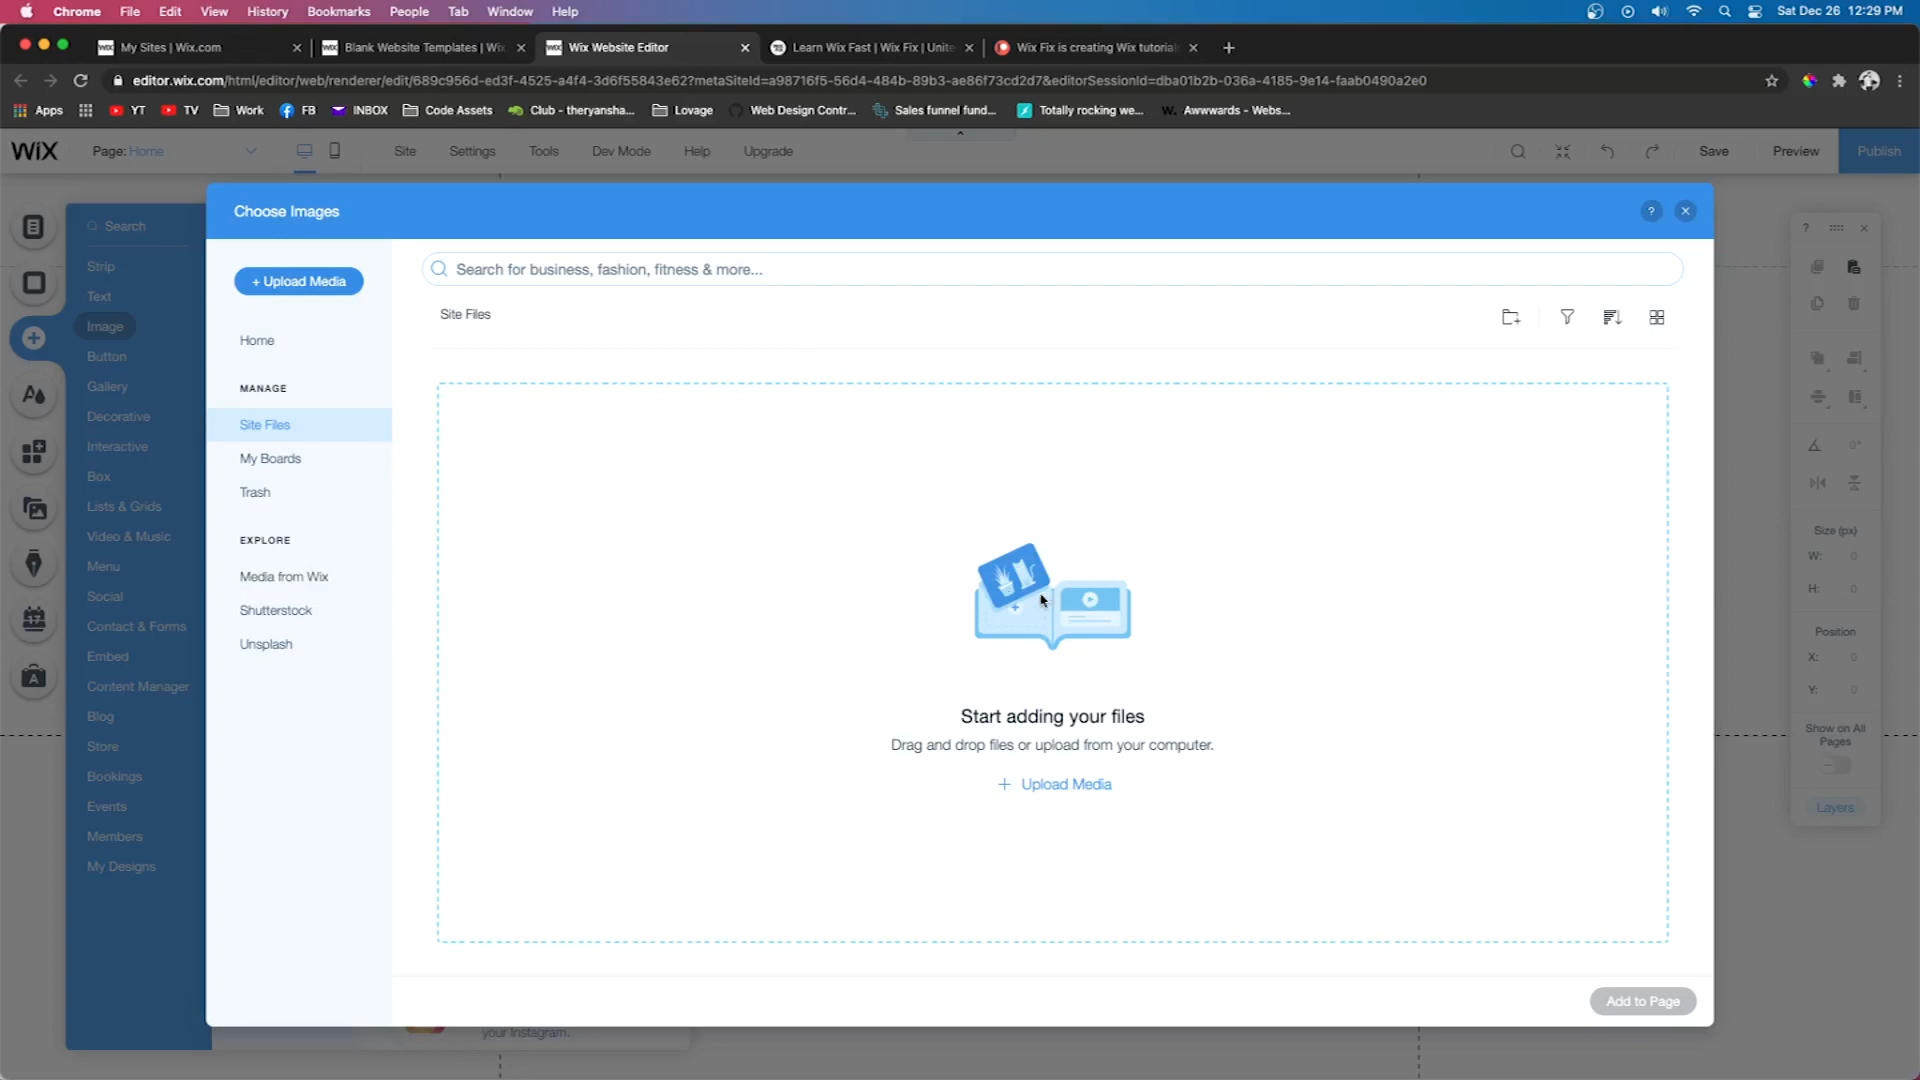 Chrome File Edit View History Bookmarks People Tab Window Help Sat Dec 26 12:29 PM
My Sites | Wix.com Blank Website Templates | Wix Wix Website Editor Learn Wix Fast | Wix Fix | Unite Wix Fix is creating Wix tutorials
editor.wix.com/html/editor/web/renderer/edit/689c956d-ed3f-4525-a4f4-3d6f55843e62?metaSiteId=a98716f5-56d4-484b-89b3-ae86f73cd2d7&editorSessionId=dba01b2b-036a-4185-9e14-faab0490a2e0
Apps YT TV Work FB INBOX Code Assets Club - theryansha... Lovage Web Design Contr... Sales funnel fund... Totally rocking we... W. Awwwards - Webs...
WIX Page: Home Site Settings Tools Dev Mode Help Upgrade Save Preview Publish
Choose Images ?
Search
Strip
Text
Image
Button
Gallery
Decorative
Interactive
Box
Lists & Grids
Video & Music
Menu
Social
Contact & Forms
Embed
Content Manager
Blog
Store
Bookings
Events
Members
My Designs
+ Upload Media
Home
MANAGE
Site Files
My Boards
Trash
EXPLORE
Media from Wix
Shutterstock
Unsplash
Search for business, fashion, fitness & more...
Site Files
Start adding your files
Drag and drop files or upload from your computer.
+ Upload Media
Add to Page
your Instagram.
?
0°
Size (px)
W: 0
H: 0
Position
X: 0
Y: 0
Show on All
Pages
Layers